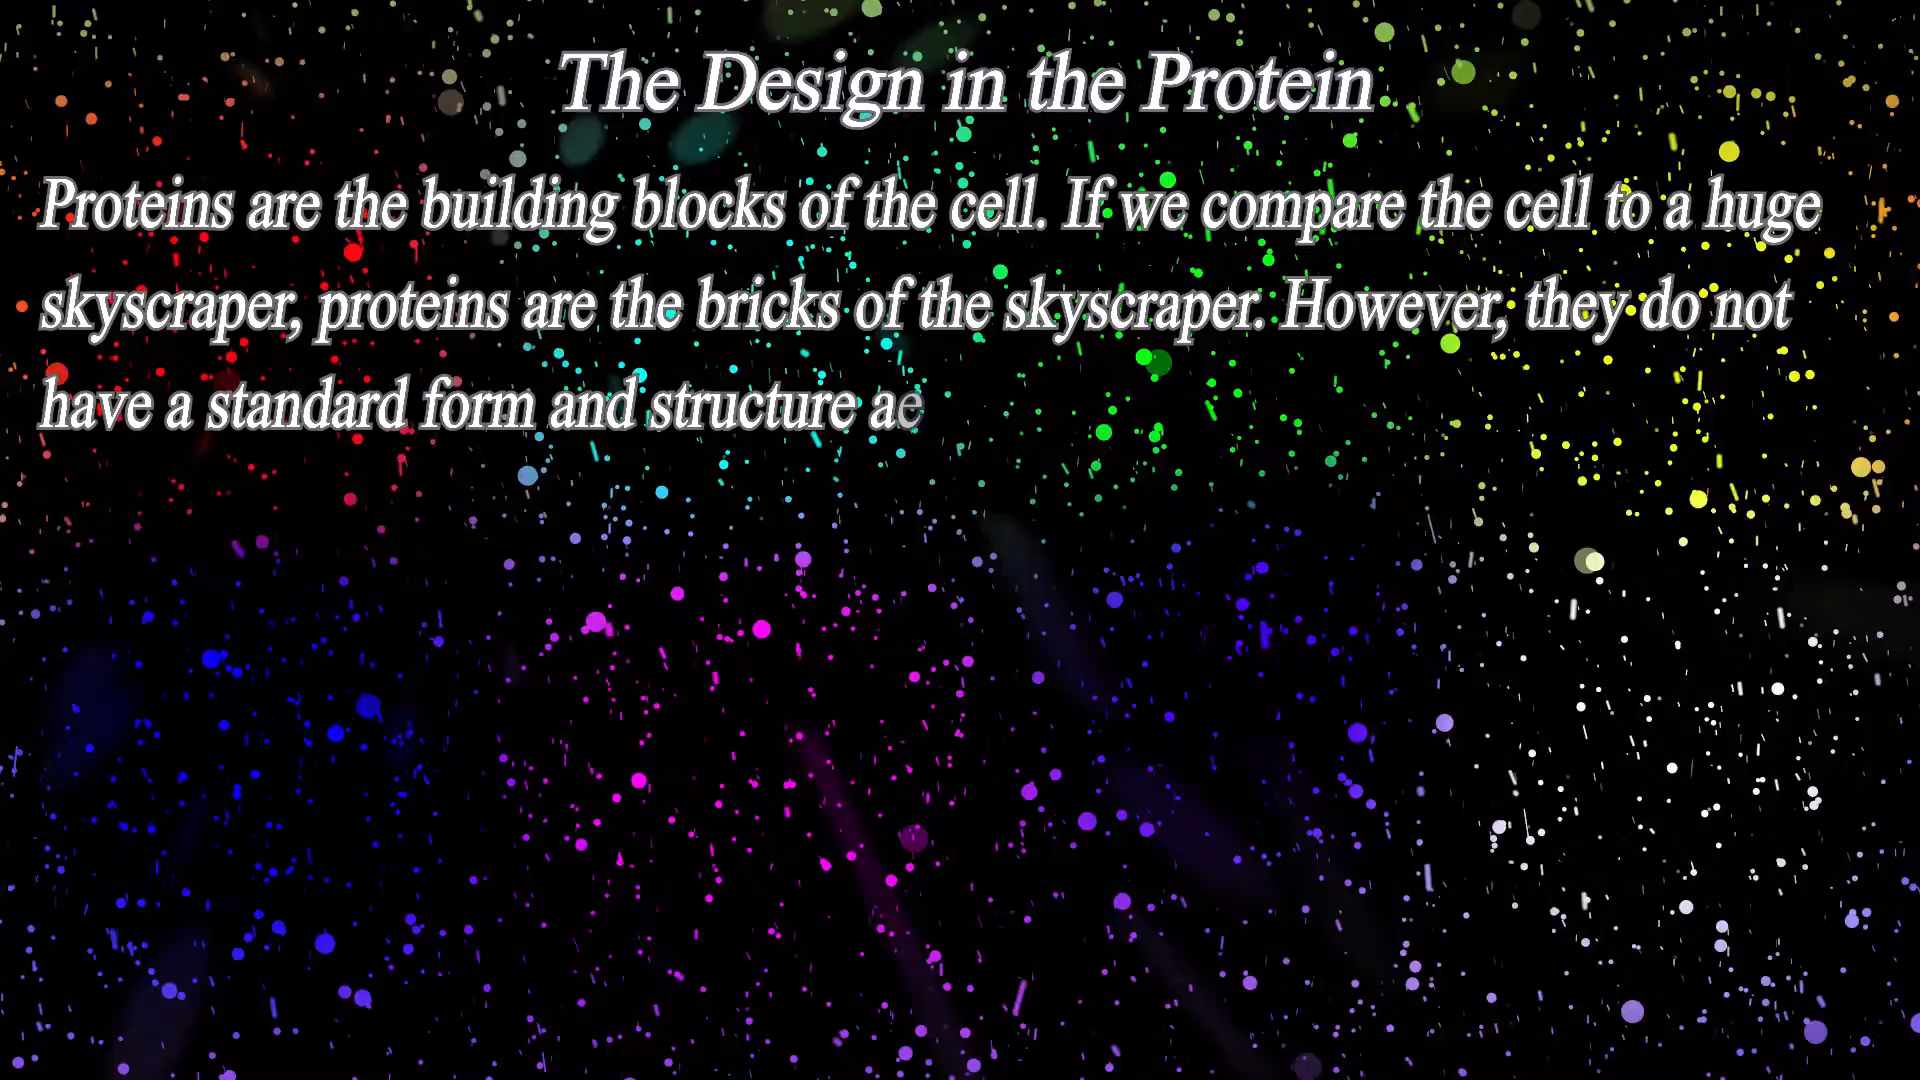 The Design in the Protein
Proteins are the building blocks of the cell. If we compare the cell to a huge
skyscraper, proteins are the bricks of the skyscraper. However, they do not
have a standard form and structure ae